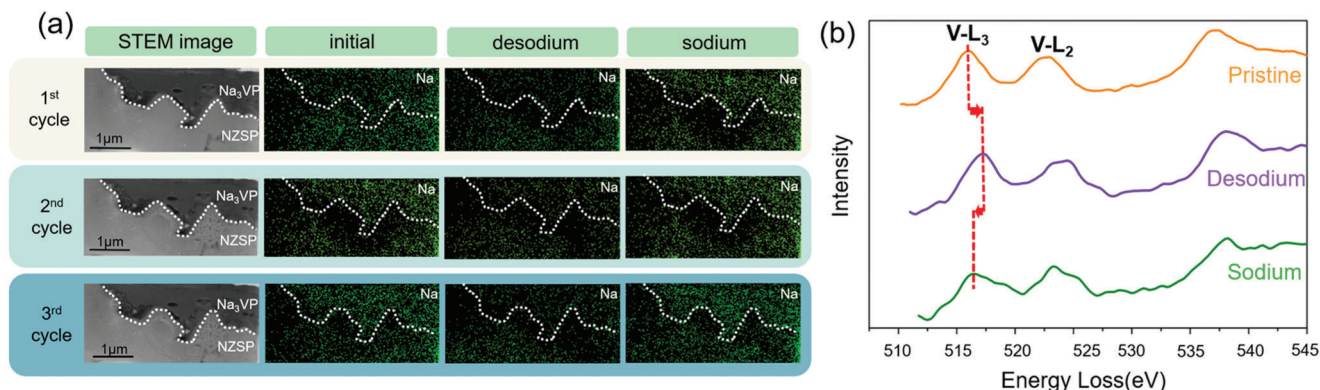 (a)
STEM image
initial
desodium
sodium
1st
cycle
Na₃VP
NZSP
1μm
Na
Na
Na
2nd
cycle
Na₃VP
NZSP
1μm
Na
Na
Na
3rd
cycle
Na₃VP
NZSP
1μm
Na
Na
Na
(b)
V-L₃
V-L₂
Pristine
Desodium
Sodium
Intensity
510 515 520 525 530 535 540 545
Energy Loss(eV)